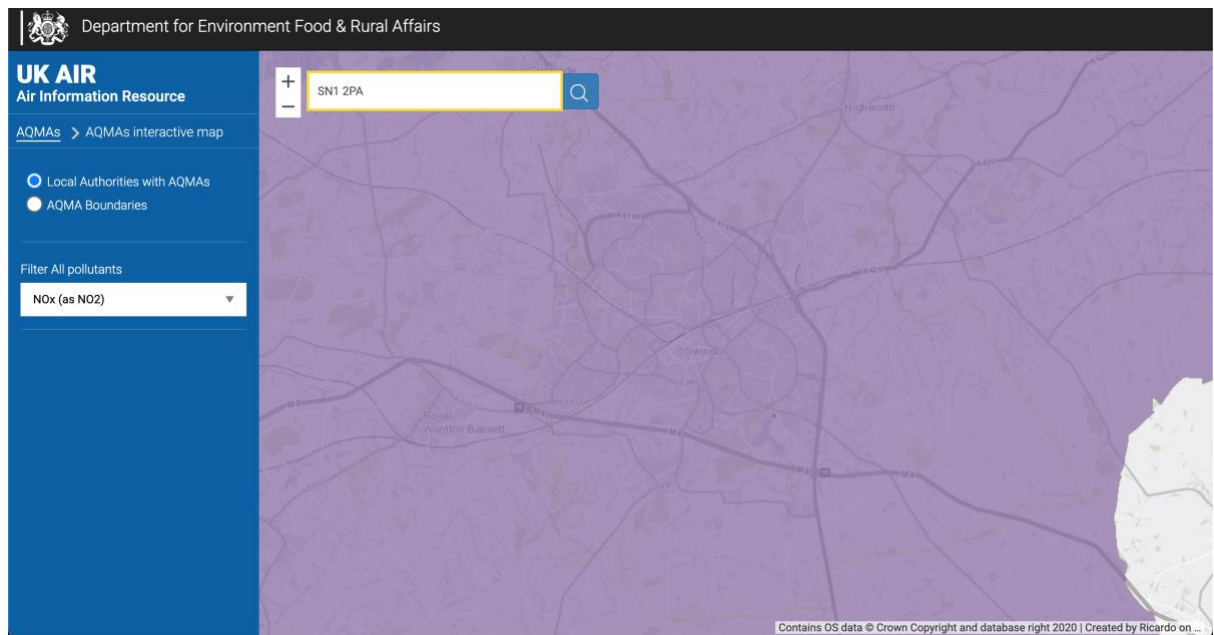 Department for Environment Food & Rural Affairs
UK AIR
Air Information Resource
AQMAs > AQMAs interactive map
Local Authorities with AQMAs
AQMA Boundaries
Filter All pollutants
NOx (as NO2)
+
−
SN1 2PA
Highworth
Swindon
Royal
Wootton Bassett
M4
Contains OS data © Crown Copyright and database right 2020 | Created by Ricardo on ...